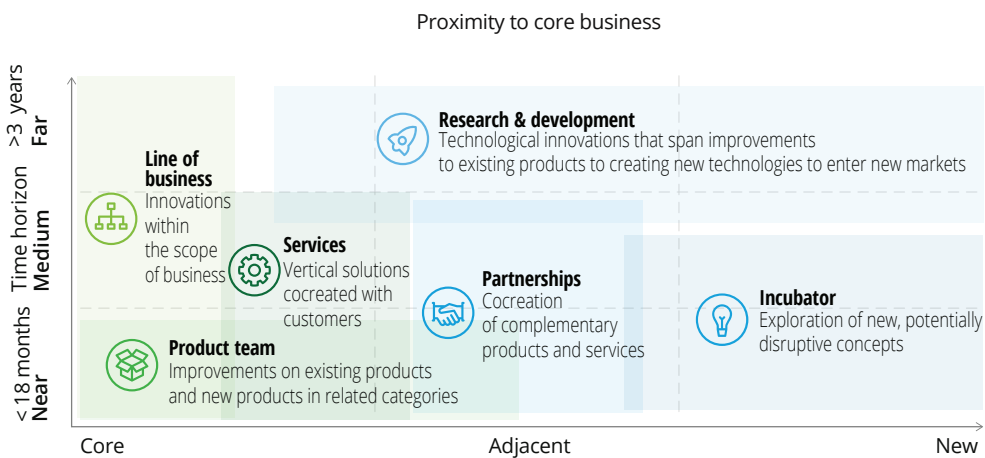 Proximity to core business
>3 years
Far
Time horizon
Medium
<18 months
Near
Research & development
Technological innovations that span improvements
to existing products to creating new technologies to enter new markets
Line of
business
Innovations
within
the scope
of business
Services
Vertical solutions
cocreated with
customers
Partnerships
Cocreation
of complementary
products and services
Incubator
Exploration of new, potentially
disruptive concepts
Product team
Improvements on existing products
and new products in related categories
Core
Adjacent
New